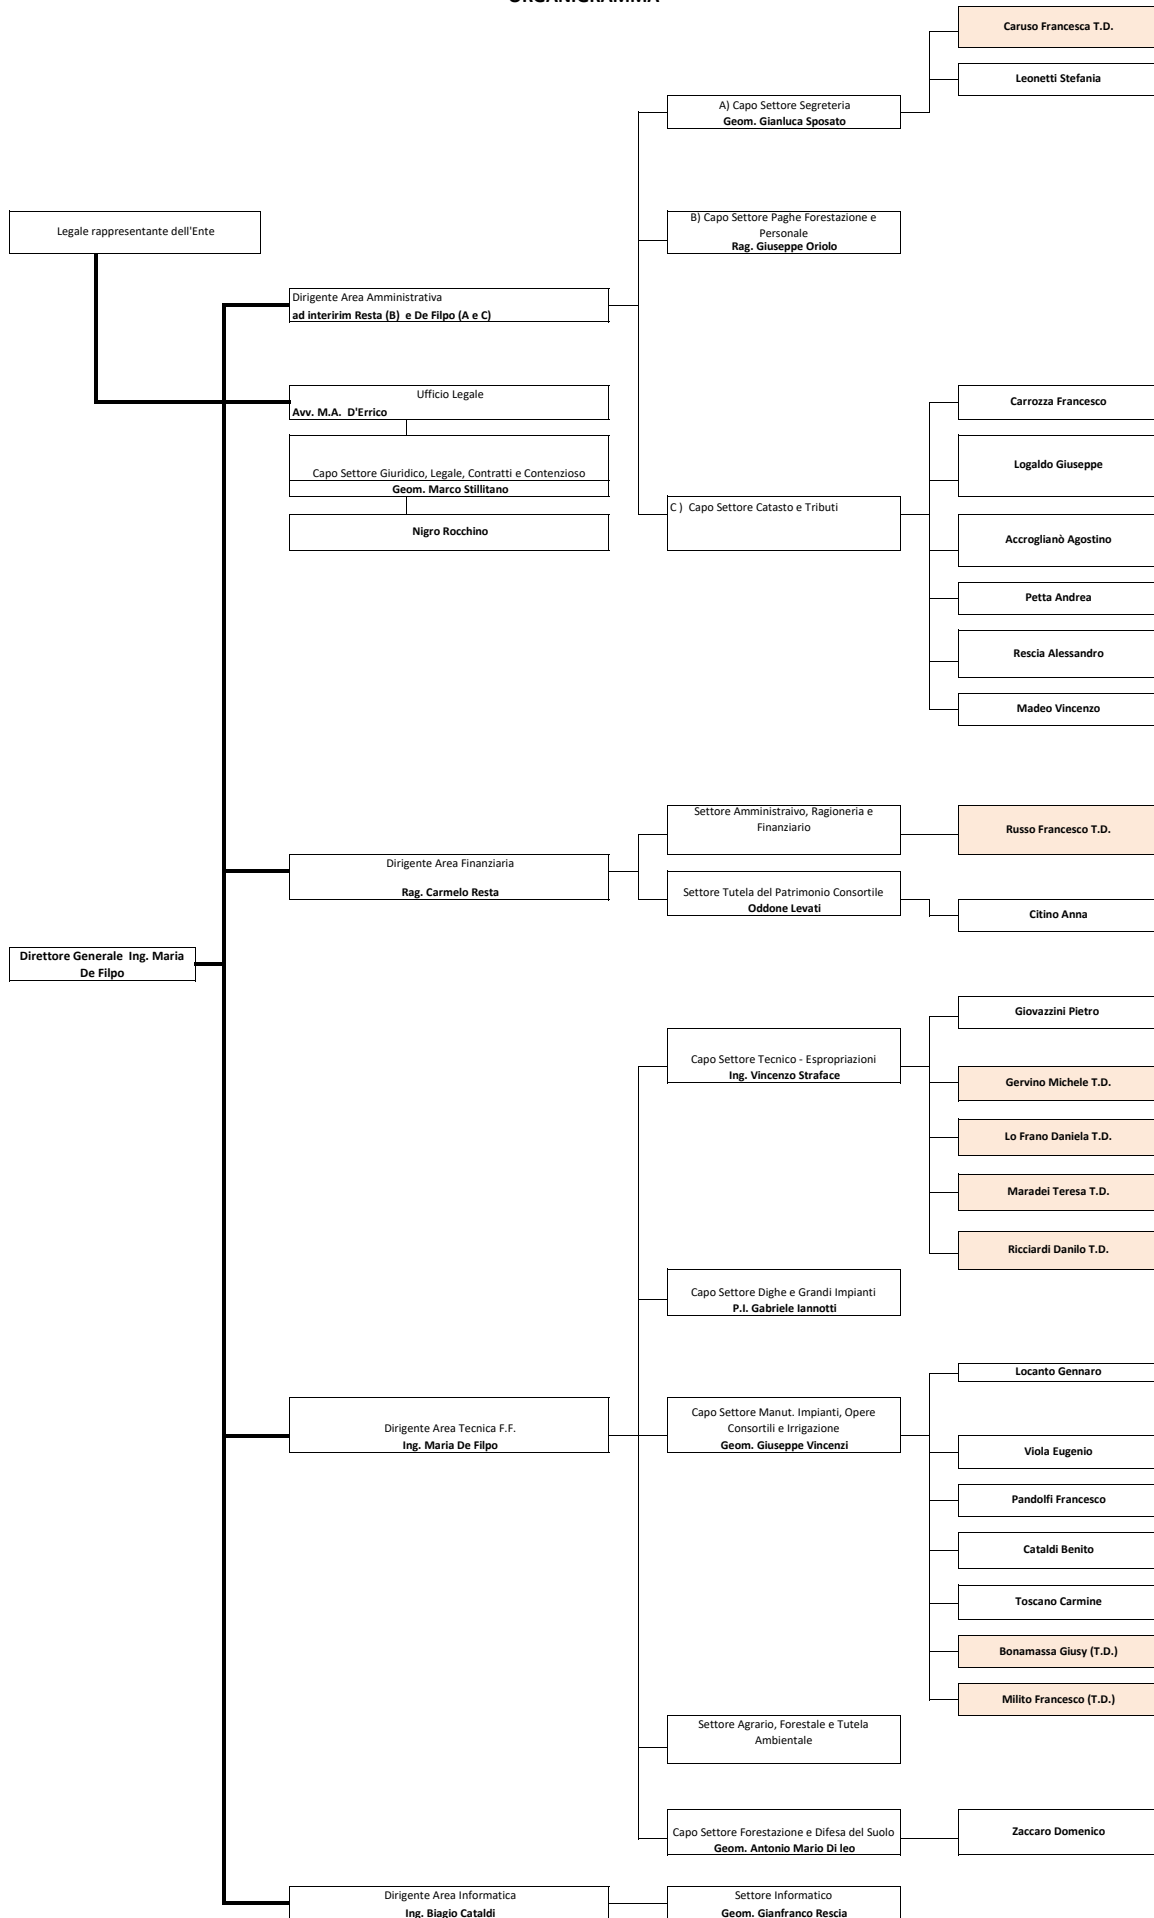 ORGANIGRAMMA
Caruso Francesca T.D.
Leonetti Stefania
A) Capo Settore Segreteria
Geom. Gianluca Sposato
B) Capo Settore Paghe Forestazione e
Personale
Rag. Giuseppe Oriolo
Legale rappresentante dell'Ente
Dirigente Area Amministrativa
ad interirim Resta (B) e De Filpo (A e C)
Ufficio Legale
Avv. M.A. D'Errico
Capo Settore Giuridico, Legale, Contratti e Contenzioso
Geom. Marco Stillitano
Nigro Rocchino
C ) Capo Settore Catasto e Tributi
Carrozza Francesco
Logaldo Giuseppe
Accroglianò Agostino
Petta Andrea
Rescia Alessandro
Madeo Vincenzo
Settore Amministraivo, Ragioneria e
Finanziario
Russo Francesco T.D.
Dirigente Area Finanziaria
Rag. Carmelo Resta
Settore Tutela del Patrimonio Consortile
Oddone Levati
Citino Anna
Direttore Generale Ing. Maria
De Filpo
Giovazzini Pietro
Capo Settore Tecnico - Espropriazioni
Ing. Vincenzo Straface
Gervino Michele T.D.
Lo Frano Daniela T.D.
Maradei Teresa T.D.
Ricciardi Danilo T.D.
Capo Settore Dighe e Grandi Impianti
P.I. Gabriele Iannotti
Locanto Gennaro
Dirigente Area Tecnica F.F.
Ing. Maria De Filpo
Capo Settore Manut. Impianti, Opere
Consortili e Irrigazione
Geom. Giuseppe Vincenzi
Viola Eugenio
Pandolfi Francesco
Cataldi Benito
Toscano Carmine
Bonamassa Giusy (T.D.)
Milito Francesco (T.D.)
Settore Agrario, Forestale e Tutela
Ambientale
Capo Settore Forestazione e Difesa del Suolo
Geom. Antonio Mario Di leo
Zaccaro Domenico
Dirigente Area Informatica
Ing. Biagio Cataldi
Settore Informatico
Geom. Gianfranco Rescia